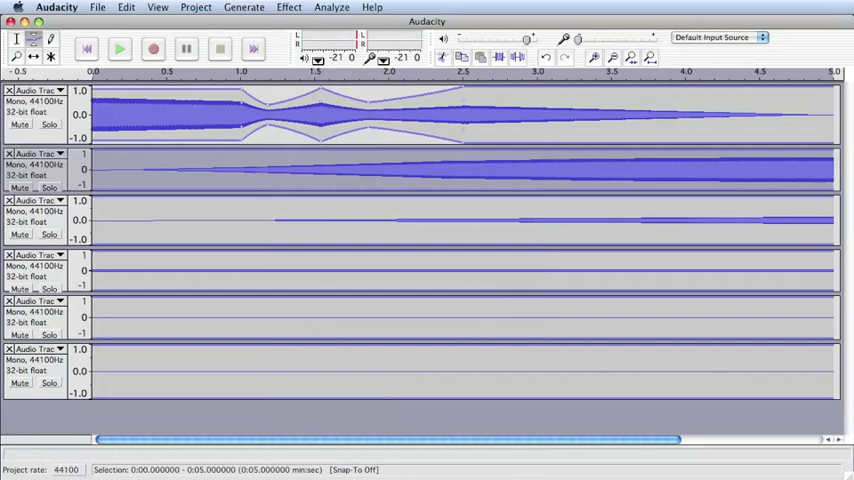 Audacity File Edit View Project Generate Effect Analyze Help
Audacity
L
R
-21 0
L
R
-21 0
Default Input Source
- 0.5 0.0 0.5 1.0 1.5 2.0 2.5 3.0 3.5 4.0 4.5 5.0
Audio Trac 1.0
Mono, 44100Hz
32-bit float 0.0
Mute Solo -1.0
Audio Trac 1
Mono, 44100Hz
32-bit float 0
Mute Solo -1
Audio Trac 1.0
Mono, 44100Hz
32-bit float 0.0
Mute Solo -1.0
Audio Trac 1
Mono, 44100Hz
32-bit float 0
Mute Solo -1
Audio Trac 1
Mono, 44100Hz
32-bit float 0
Mute Solo -1
Audio Trac 1.0
Mono, 44100Hz
32-bit float 0.0
Mute Solo -1.0
Project rate: 44100 Selection: 0:00.000000 - 0:05.000000 (0:05.000000 min:sec) [Snap-To Off]